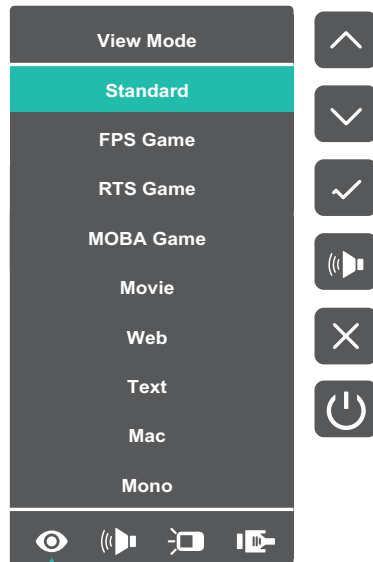 View Mode
Standard
FPS Game
RTS Game
MOBA Game
Movie
Web
Text
Mac
Mono